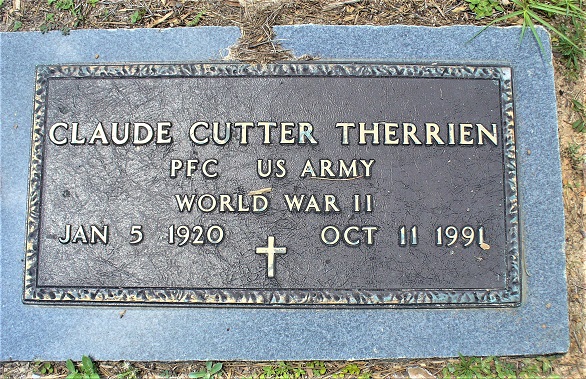 CLAUDE CUTTER THERRIEN
PFC US ARMY
WORLD WAR II
JAN 5 1920 OCT 11 1991